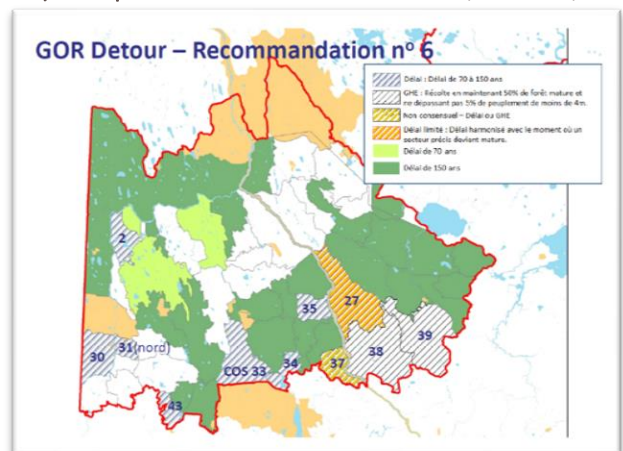 GOR Detour – Recommandation nº 6
Délai : Délai de 70 à 150 ans
GHE : Récolte en maintenant 50% de forêt mature et
ne dépassant pas 5% de peuplement de moins de 4m.
Non consensuel – Délai ou GHE
Délai limité : Délai harmonisé avec le moment où un
secteur précis devient mature.
Délai de 70 ans
Délai de 150 ans
2
27
35
39
31(nord)
30
38
COS 33
34
37
43